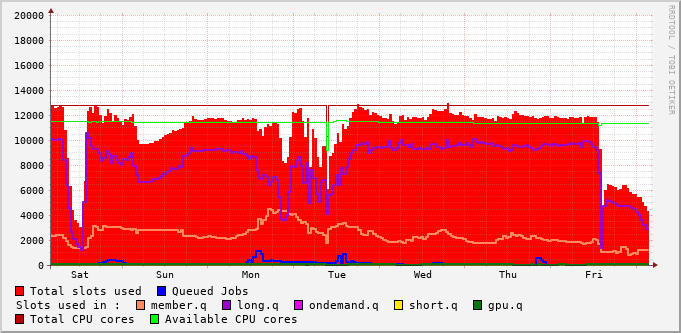 20000
18000
16000
14000
12000
10000
8000
6000
4000
2000
0
Sat Sun Mon Tue Wed Thu Fri
RRDTOOL / TOBI OETIKER
Total slots used Queued Jobs
Slots used in : member.q long.q ondemand.q short.q gpu.q
Total CPU cores Available CPU cores